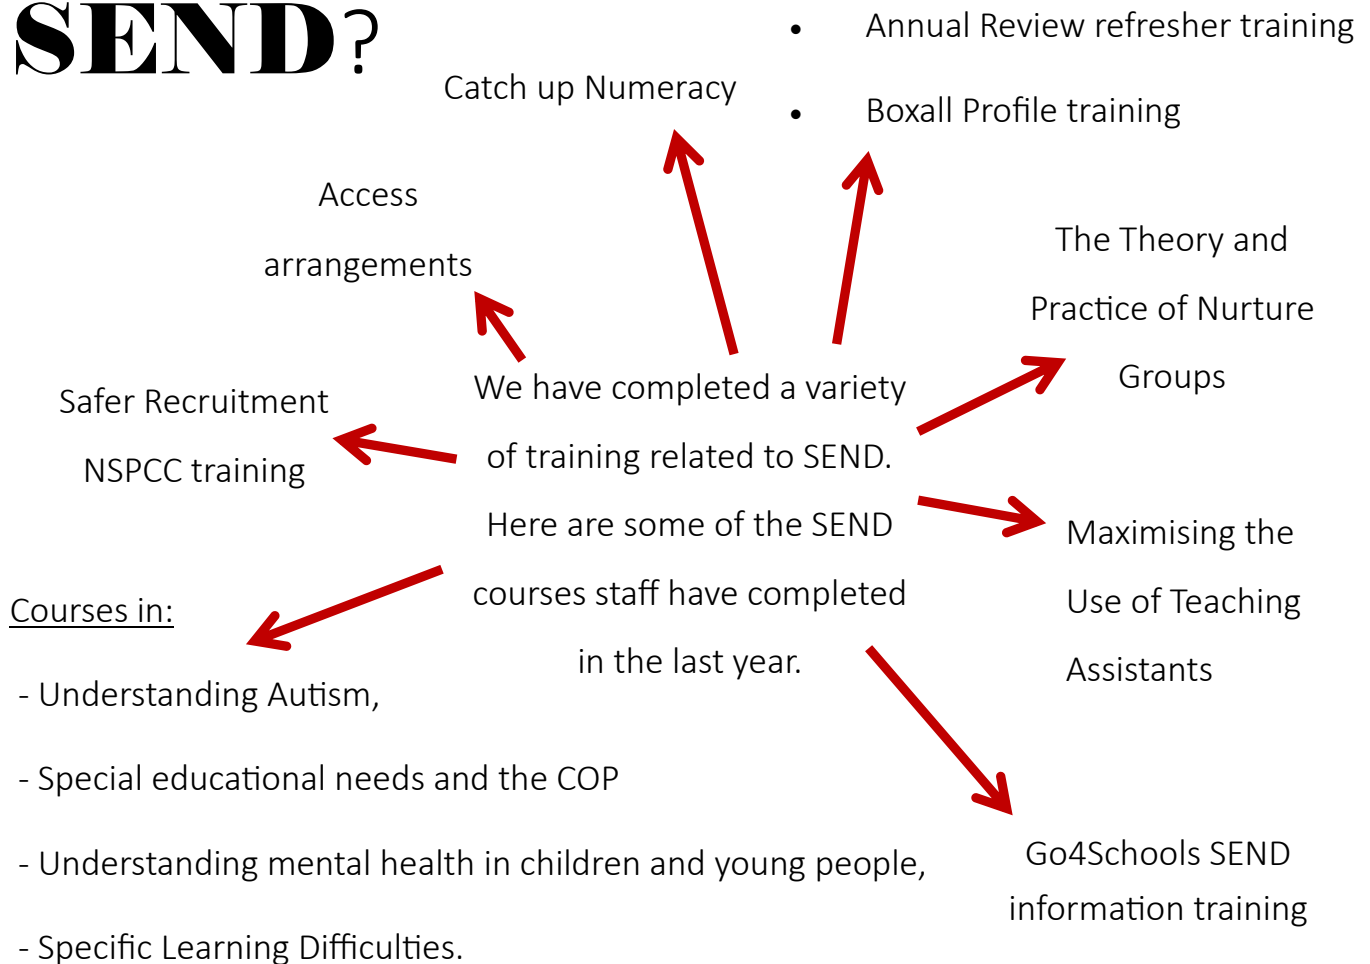 SEND?
• Annual Review refresher training
• Boxall Profile training
Catch up Numeracy
Access
arrangements
The Theory and
Practice of Nurture
Groups
Safer Recruitment
NSPCC training
We have completed a variety
of training related to SEND.
Here are some of the SEND
courses staff have completed
in the last year.
Maximising the
Use of Teaching
Assistants
Courses in:
- Understanding Autism,
- Special educational needs and the COP
- Understanding mental health in children and young people,
- Specific Learning Difficulties.
Go4Schools SEND
information training